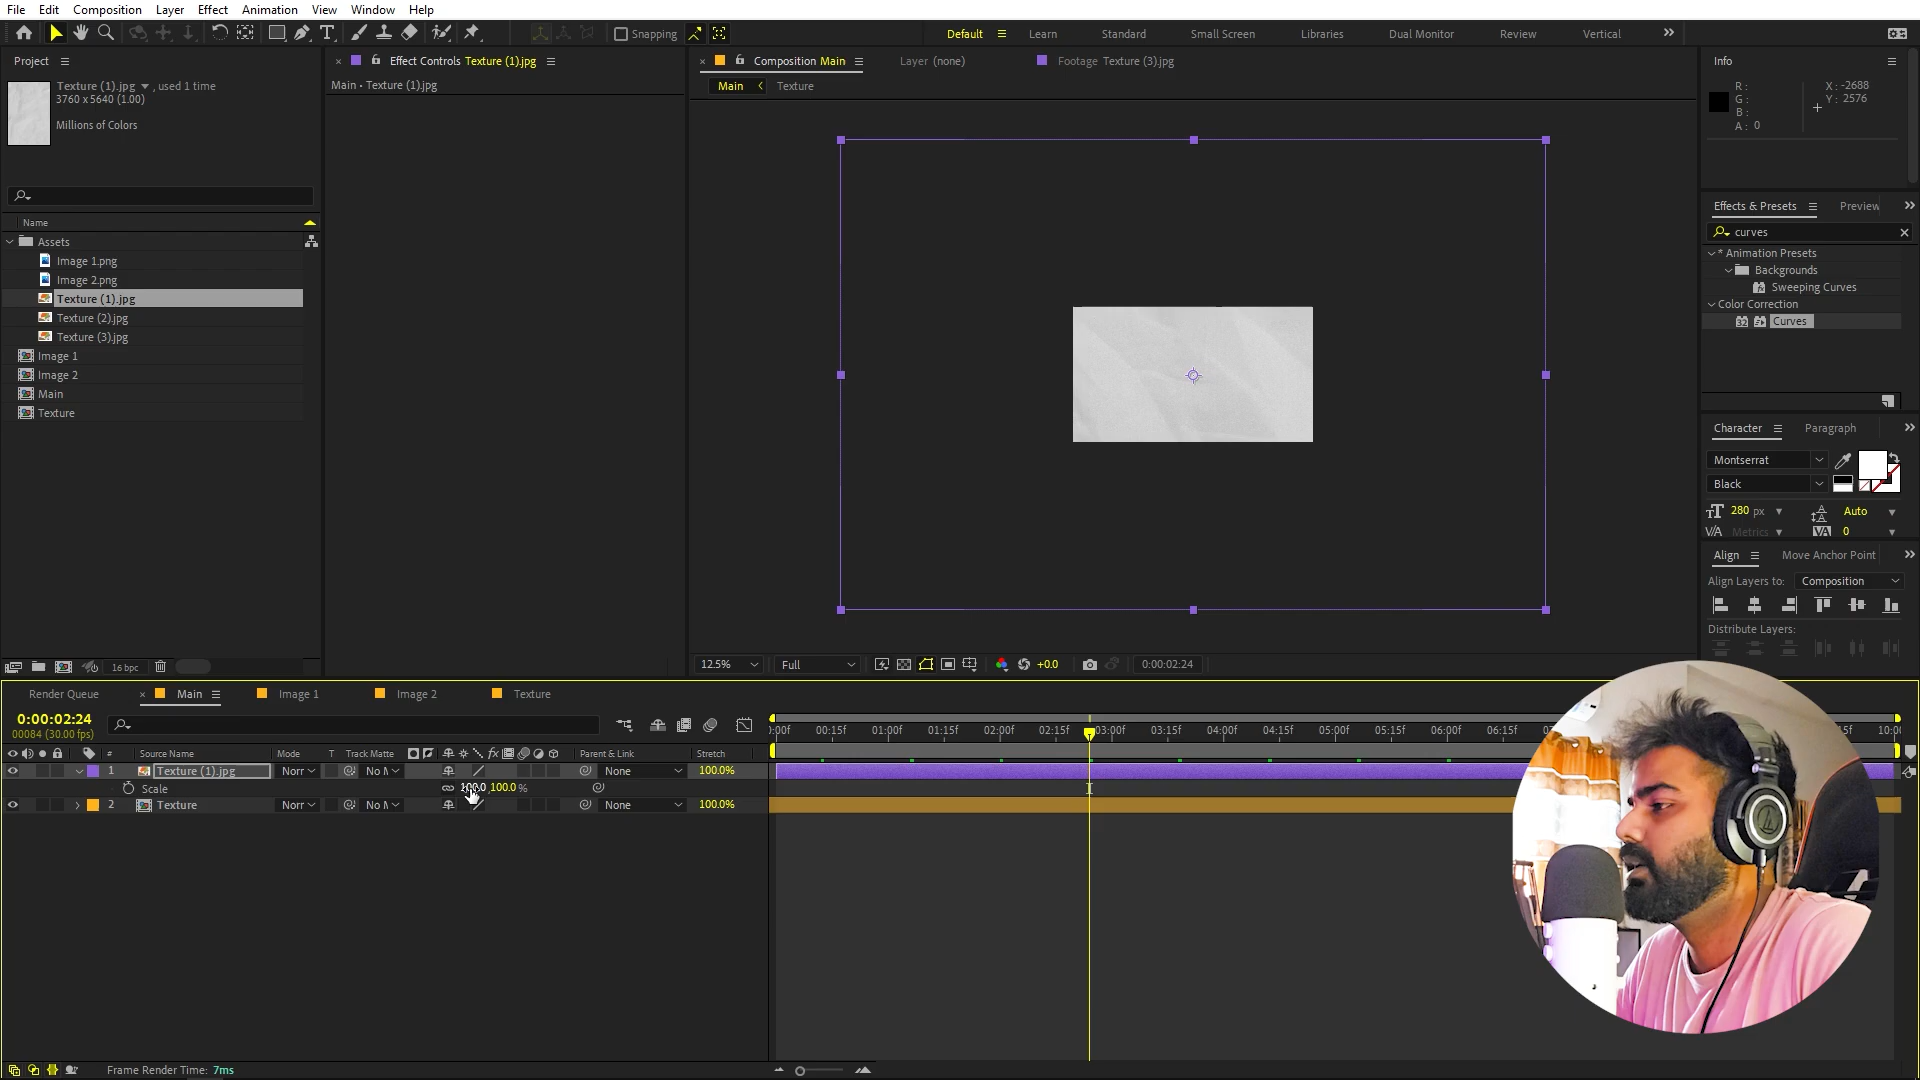 File Edit Composition Layer Effect Animation View Window Help
Snapping
Default Learn Standard Small Screen Libraries Dual Monitor Review Vertical
Project
Texture (1).jpg , used 1 time
3760 x 5640 (1.00)
Millions of Colors
Name
Assets
Image 1.png
Image 2.png
Texture (1).jpg
Texture (2).jpg
Texture (3).jpg
Image 1
Image 2
Main
Texture
16 bpc
Effect Controls Texture (1).jpg
Main • Texture (1).jpg
Composition Main
Layer (none)
Footage Texture (3).jpg
Main
Texture
12.5% Full +0.0 0:00:02:24
Info
R:
G:
B:
A: 0
X: -2688
Y: 2576
Effects & Presets Preview
curves
* Animation Presets
Backgrounds
Sweeping Curves
Color Correction
32 Curves
Character Paragraph
Montserrat
Black
280 px Auto
Metrics 0
Align Move Anchor Point
Align Layers to: Composition
Distribute Layers:
Render Queue Main Image 1 Image 2 Texture
0:00:02:24
00084 (30.00 fps)
# Source Name Mode T Track Matte fx Parent & Link Stretch
1 Texture (1).jpg Norr No M None 100.0%
Scale 100.0,100.0 %
2 Texture Norr No M None 100.0%
:00f 00:15f 01:00f 01:15f 02:00f 02:15f 03:00f 03:15f 04:00f 04:15f 05:00f 05:15f 06:00f 06:15f 10:00
Frame Render Time: 7ms